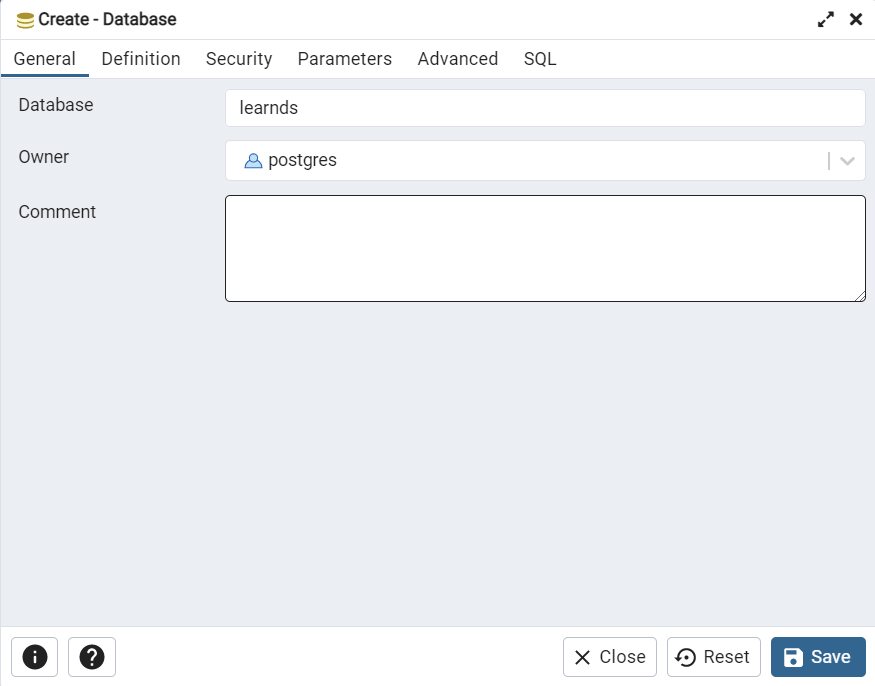 Create - Database
General Definition Security Parameters Advanced SQL
Database learnds
Owner postgres
Comment
Close Reset Save